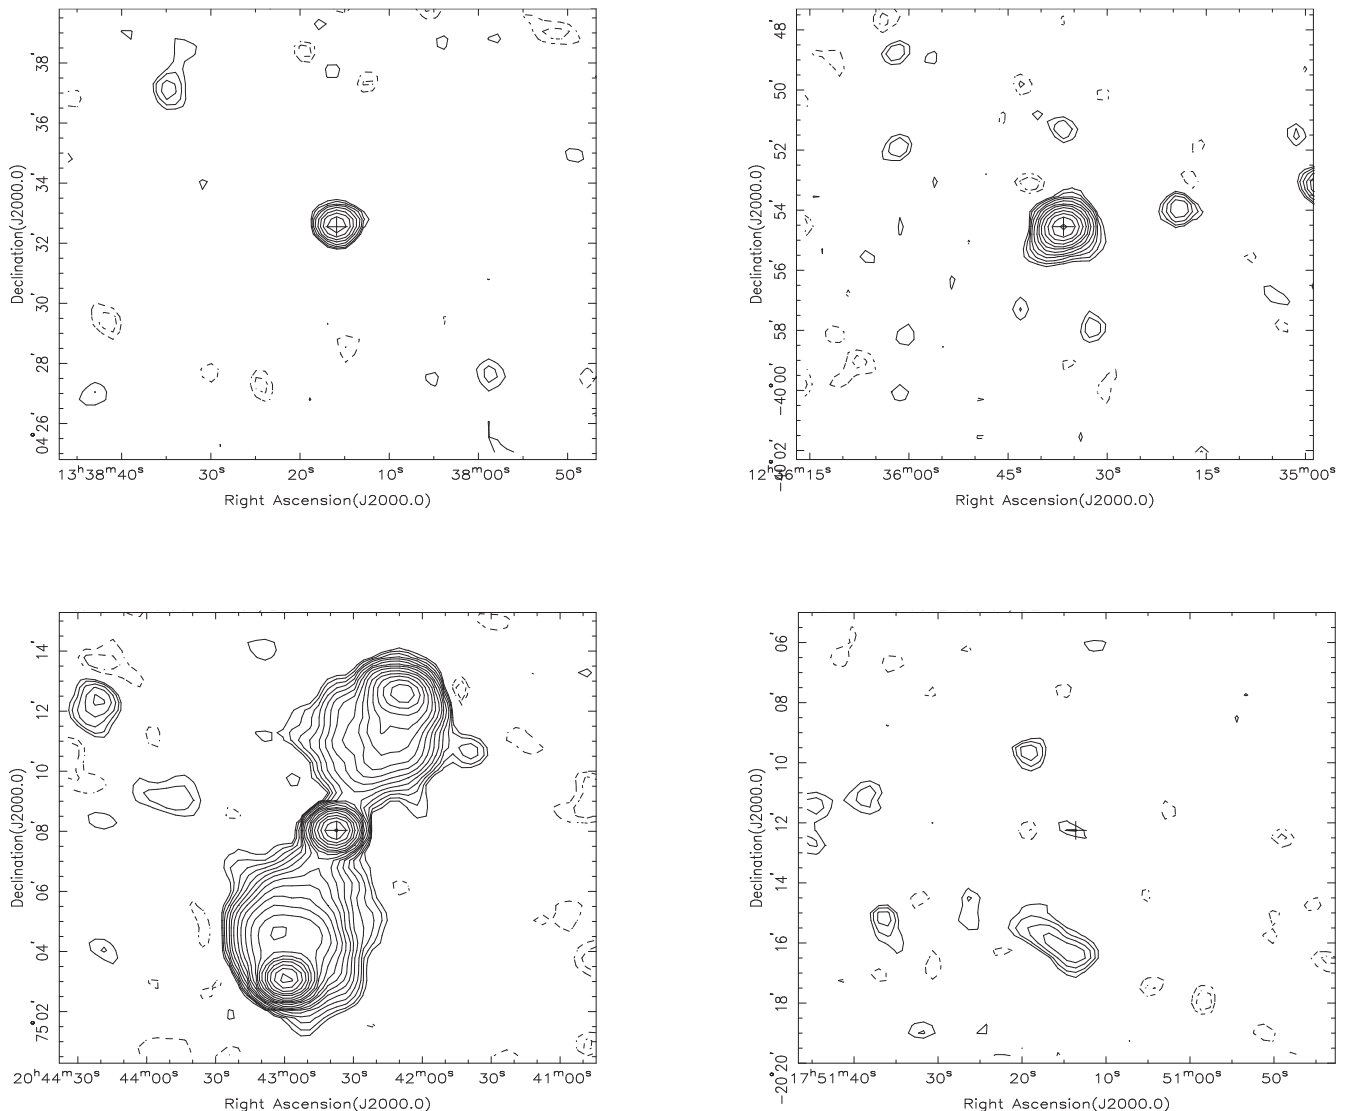 38'
36'
34'
32'
30'
28'
04°26'
Declination(J2000.0)
13ʰ38ᵐ40ˢ 30ˢ 20ˢ 10ˢ 38ᵐ00ˢ 50ˢ
Right Ascension(J2000.0)
48'
50'
52'
54'
56'
58'
−40°00'
−40°02'
Declination(J2000.0)
12ʰ36ᵐ15ˢ 36ᵐ00ˢ 45ˢ 30ˢ 15ˢ 35ᵐ00ˢ
Right Ascension(J2000.0)
14'
12'
10'
08'
06'
04'
75°02'
Declination(J2000.0)
20ʰ44ᵐ30ˢ 44ᵐ00ˢ 30ˢ 43ᵐ00ˢ 30ˢ 42ᵐ00ˢ 30ˢ 41ᵐ00ˢ
Right Ascension(J2000.0)
06'
08'
10'
12'
14'
16'
18'
−20°20'
Declination(J2000.0)
17ʰ51ᵐ40ˢ 30ˢ 20ˢ 10ˢ 51ᵐ00ˢ 50ˢ
Right Ascension(J2000.0)